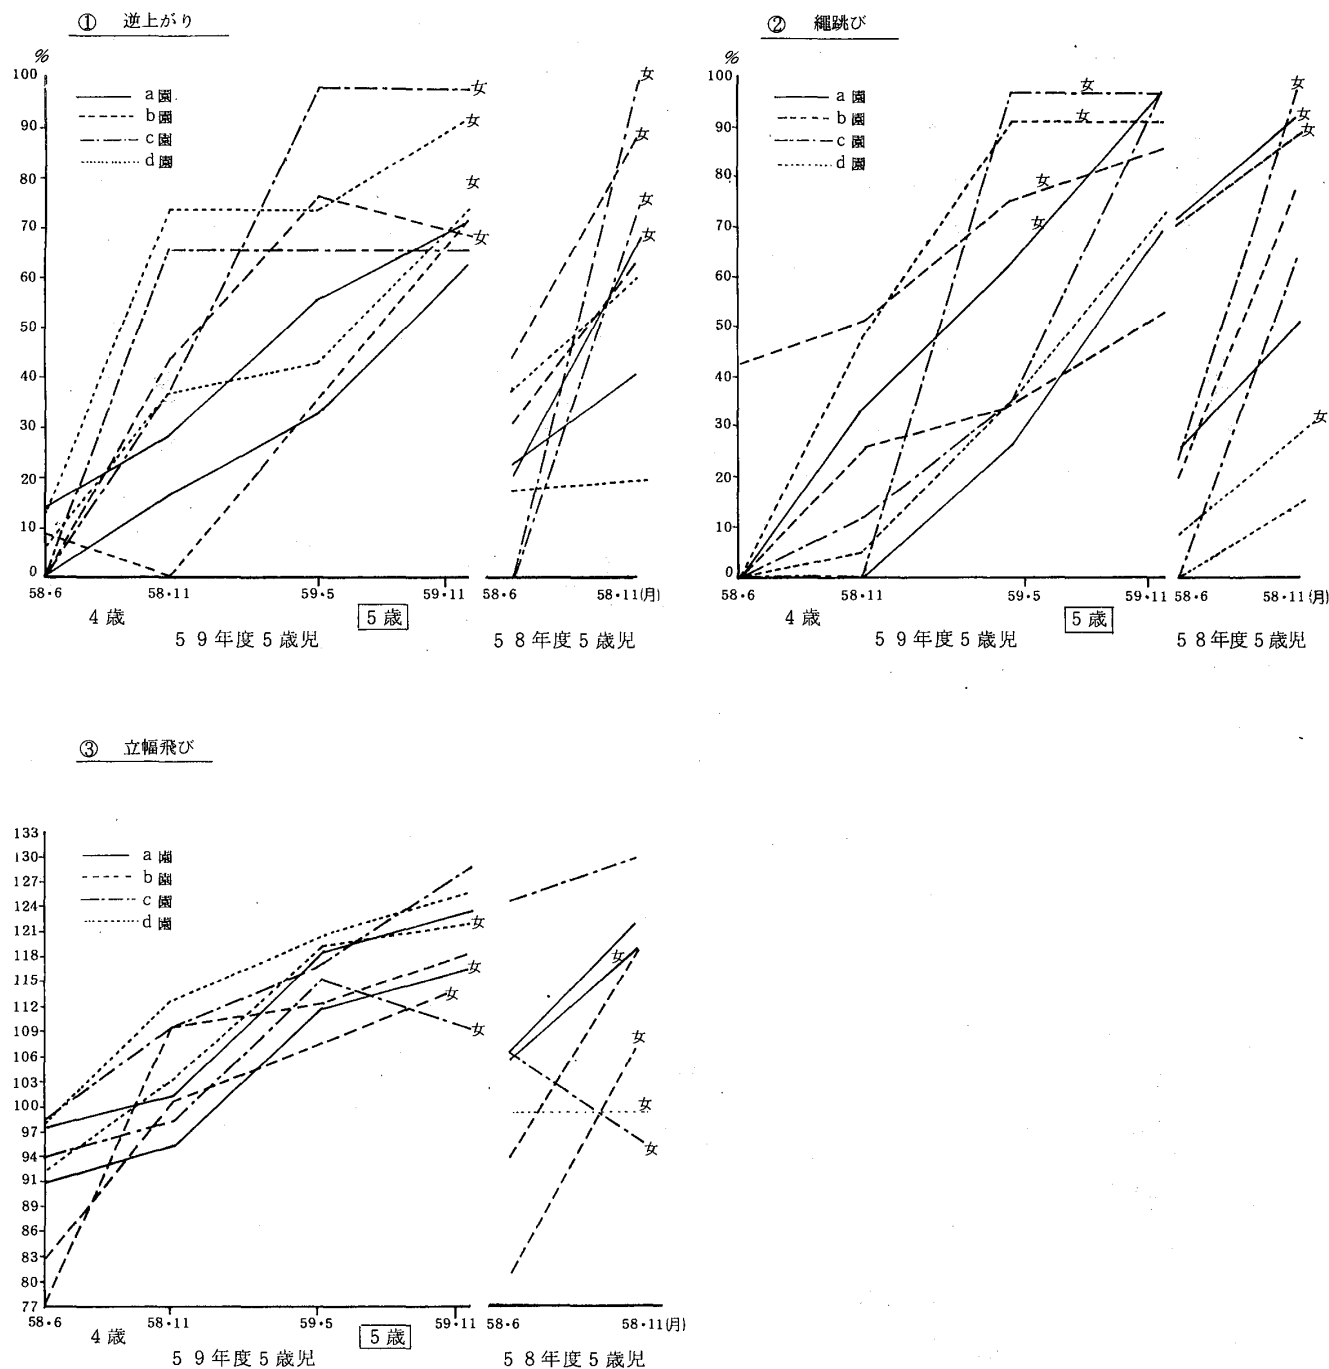 ① 逆上がり
%
100
90
80
70
60
50
40
30
20
10
0
a園
b園
c園
d園
女
女
女
女
女
女
女
女
58·6 58·11 59·5 59·11 58·6 58·11(月)
4歳 5歳
59年度5歳児 58年度5歳児
② 縄跳び
%
100
90
80
70
60
50
40
30
20
10
0
a園
b園
c園
d園
女
女
女
女
女
女
女
女
58·6 58·11 59·5 59·11 58·6 58·11(月)
4歳 5歳
59年度5歳児 58年度5歳児
③ 立幅飛び
133
130
127
124
121
118
115
112
109
106
103
100
97
94
91
89
86
83
80
77
a園
b園
c園
d園
女
女
女
女
女
女
女
女
58·6 58·11 59·5 59·11 58·6 58·11(月)
4歳 5歳
59年度5歳児 58年度5歳児